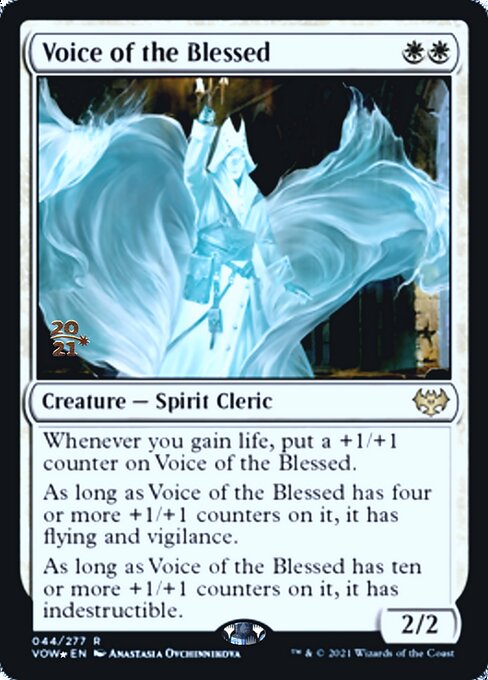 Voice of the Blessed
20
21
Creature — Spirit Cleric
Whenever you gain life, put a +1/+1
counter on Voice of the Blessed.
As long as Voice of the Blessed has four
or more +1/+1 counters on it, it has
flying and vigilance.
As long as Voice of the Blessed has ten
or more +1/+1 counters on it, it has
indestructible.
2/2
044/277 R
VOW★EN Anastasia Ovchinnikova
™ & © 2021 Wizards of the Coast